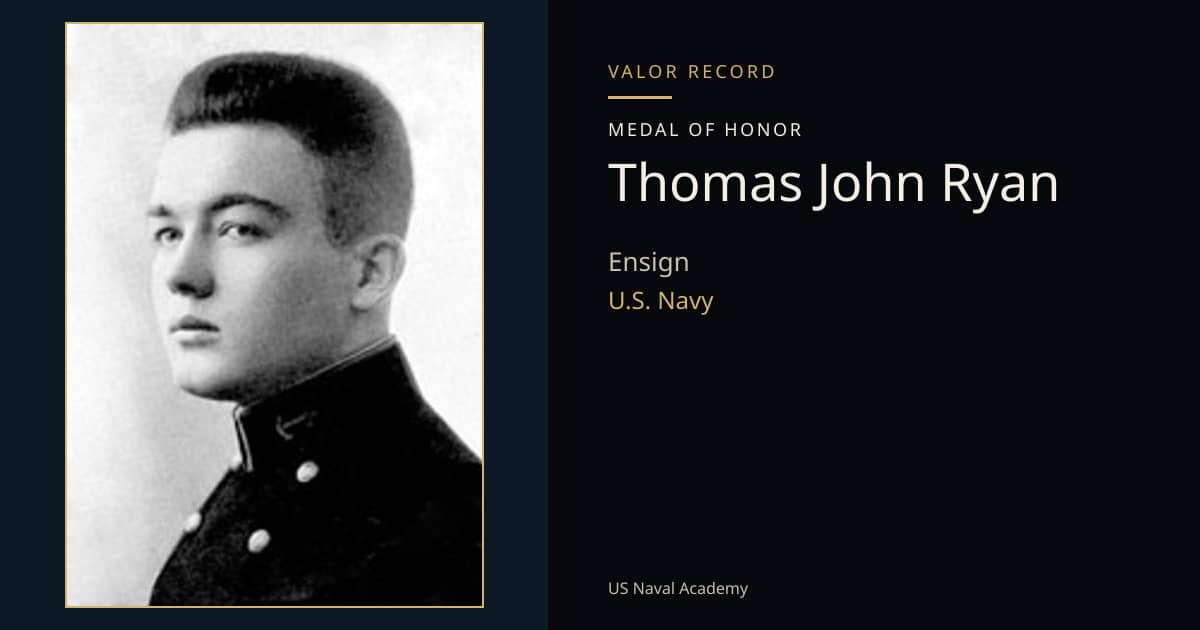 VALOR RECORD
MEDAL OF HONOR
Thomas John Ryan
Ensign
U.S. Navy
US Naval Academy